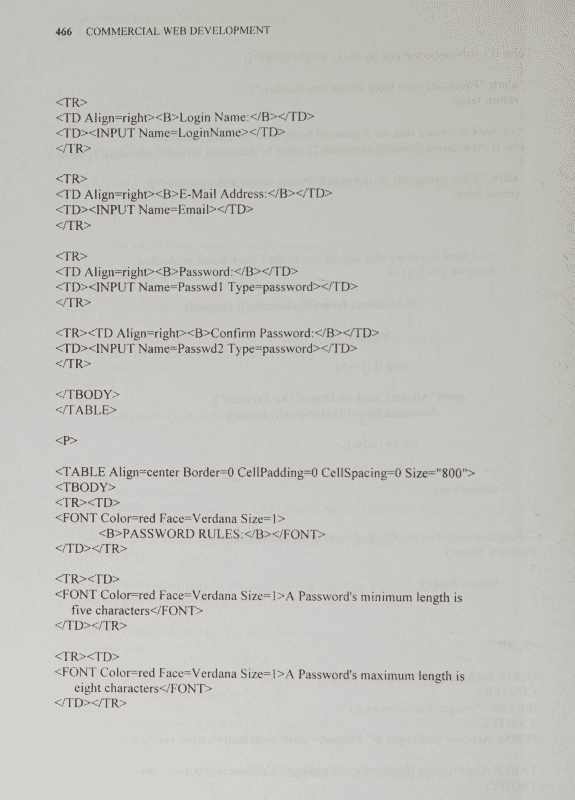 466 COMMERCIAL WEB DEVELOPMENT
<TR>
<TD Align=right><B>Login Name:</B></TD>
<TD><INPUT Name=LoginName></TD>
</TR>
<TR>
<TD Align=right><B>E-Mail Address:</B></TD>
<TD><INPUT Name=Email></TD>
</TR>
<TR>
<TD Align=right><B>Password:</B></TD>
<TD><INPUT Name=Passwd1 Type=password></TD>
</TR>
<TR><TD Align=right><B>Confirm Password:</B></TD>
<TD><INPUT Name=Passwd2 Type=password></TD>
</TR>
</TBODY>
</TABLE>
<P>
<TABLE Align=center Border=0 CellPadding=0 CellSpacing=0 Size="800">
<TBODY>
<TR><TD>
<FONT Color=red Face=Verdana Size=1>
<B>PASSWORD RULES:</B></FONT>
</TD></TR>
<TR><TD>
<FONT Color=red Face=Verdana Size=1>A Password's minimum length is
five characters</FONT>
</TD></TR>
<TR><TD>
<FONT Color=red Face=Verdana Size=1>A Password's maximum length is
eight characters</FONT>
</TD></TR>